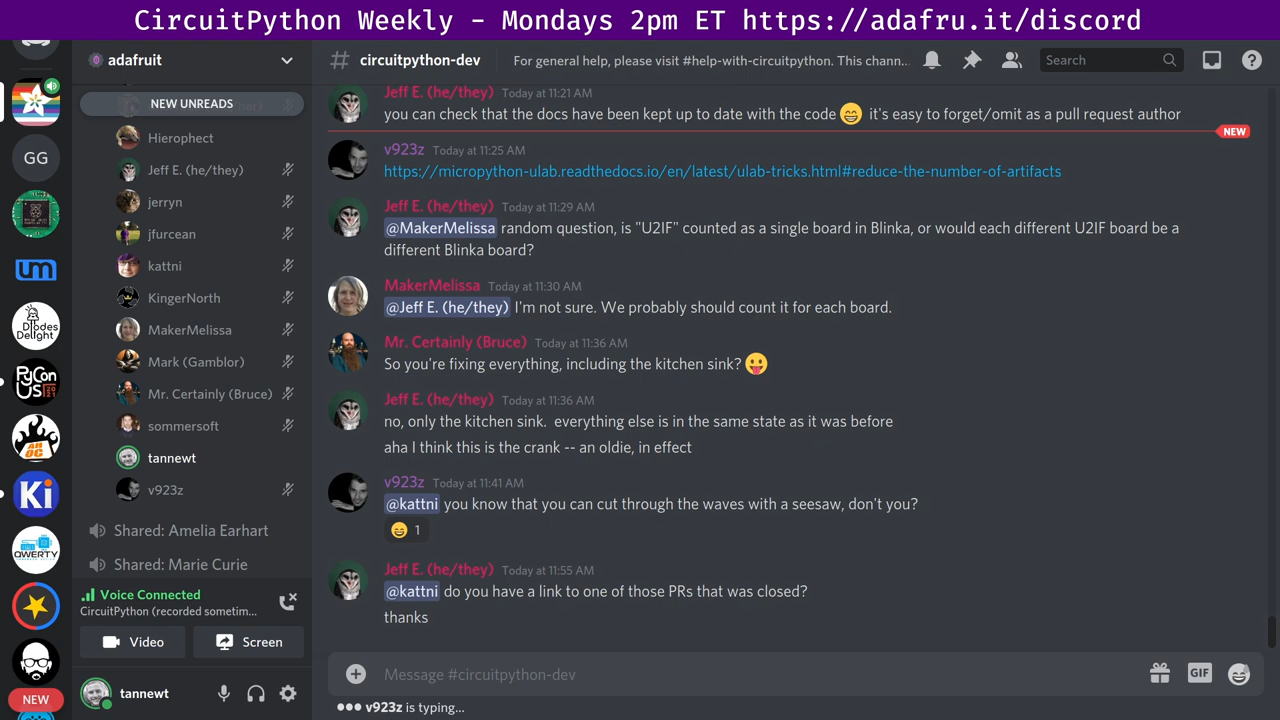 CircuitPython Weekly - Mondays 2pm ET https://adafru.it/discord
adafruit
NEW UNREADS
Hierophect
Jeff E. (he/they)
jerryn
jfurcean
kattni
KingerNorth
MakerMelissa
Mark (Gamblor)
Mr. Certainly (Bruce)
sommersoft
tannewt
v923z
Shared: Amelia Earhart
Shared: Marie Curie
Voice Connected
CircuitPython (recorded sometim...
Video
Screen
tannewt
GG
um
Diodes Delight
PyCon US 2021
AHOC
Ki
QWERTY
NEW
# circuitpython-dev
For general help, please visit #help-with-circuitpython. This chann...
Search
Jeff E. (he/they) Today at 11:21 AM
you can check that the docs have been kept up to date with the code 😄 it's easy to forget/omit as a pull request author
NEW
v923z Today at 11:25 AM
https://micropython-ulab.readthedocs.io/en/latest/ulab-tricks.html#reduce-the-number-of-artifacts
Jeff E. (he/they) Today at 11:29 AM
@MakerMelissa random question, is "U2IF" counted as a single board in Blinka, or would each different U2IF board be a
different Blinka board?
MakerMelissa Today at 11:30 AM
@Jeff E. (he/they) I'm not sure. We probably should count it for each board.
Mr. Certainly (Bruce) Today at 11:36 AM
So you're fixing everything, including the kitchen sink? 😛
Jeff E. (he/they) Today at 11:36 AM
no, only the kitchen sink. everything else is in the same state as it was before
aha I think this is the crank -- an oldie, in effect
v923z Today at 11:41 AM
@kattni you know that you can cut through the waves with a seesaw, don't you?
😄 1
Jeff E. (he/they) Today at 11:55 AM
@kattni do you have a link to one of those PRs that was closed?
thanks
Message #circuitpython-dev
GIF
v923z is typing...